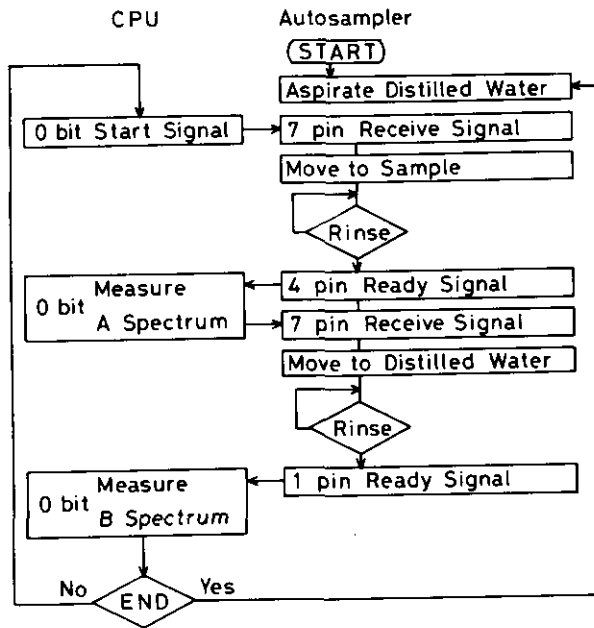 CPU
Autosampler
START
Aspirate Distilled Water
0 bit Start Signal
7 pin Receive Signal
Move to Sample
Rinse
4 pin Ready Signal
0 bit Measure
A Spectrum
7 pin Receive Signal
Move to Distilled Water
Rinse
1 pin Ready Signal
0 bit Measure
B Spectrum
No
END
Yes